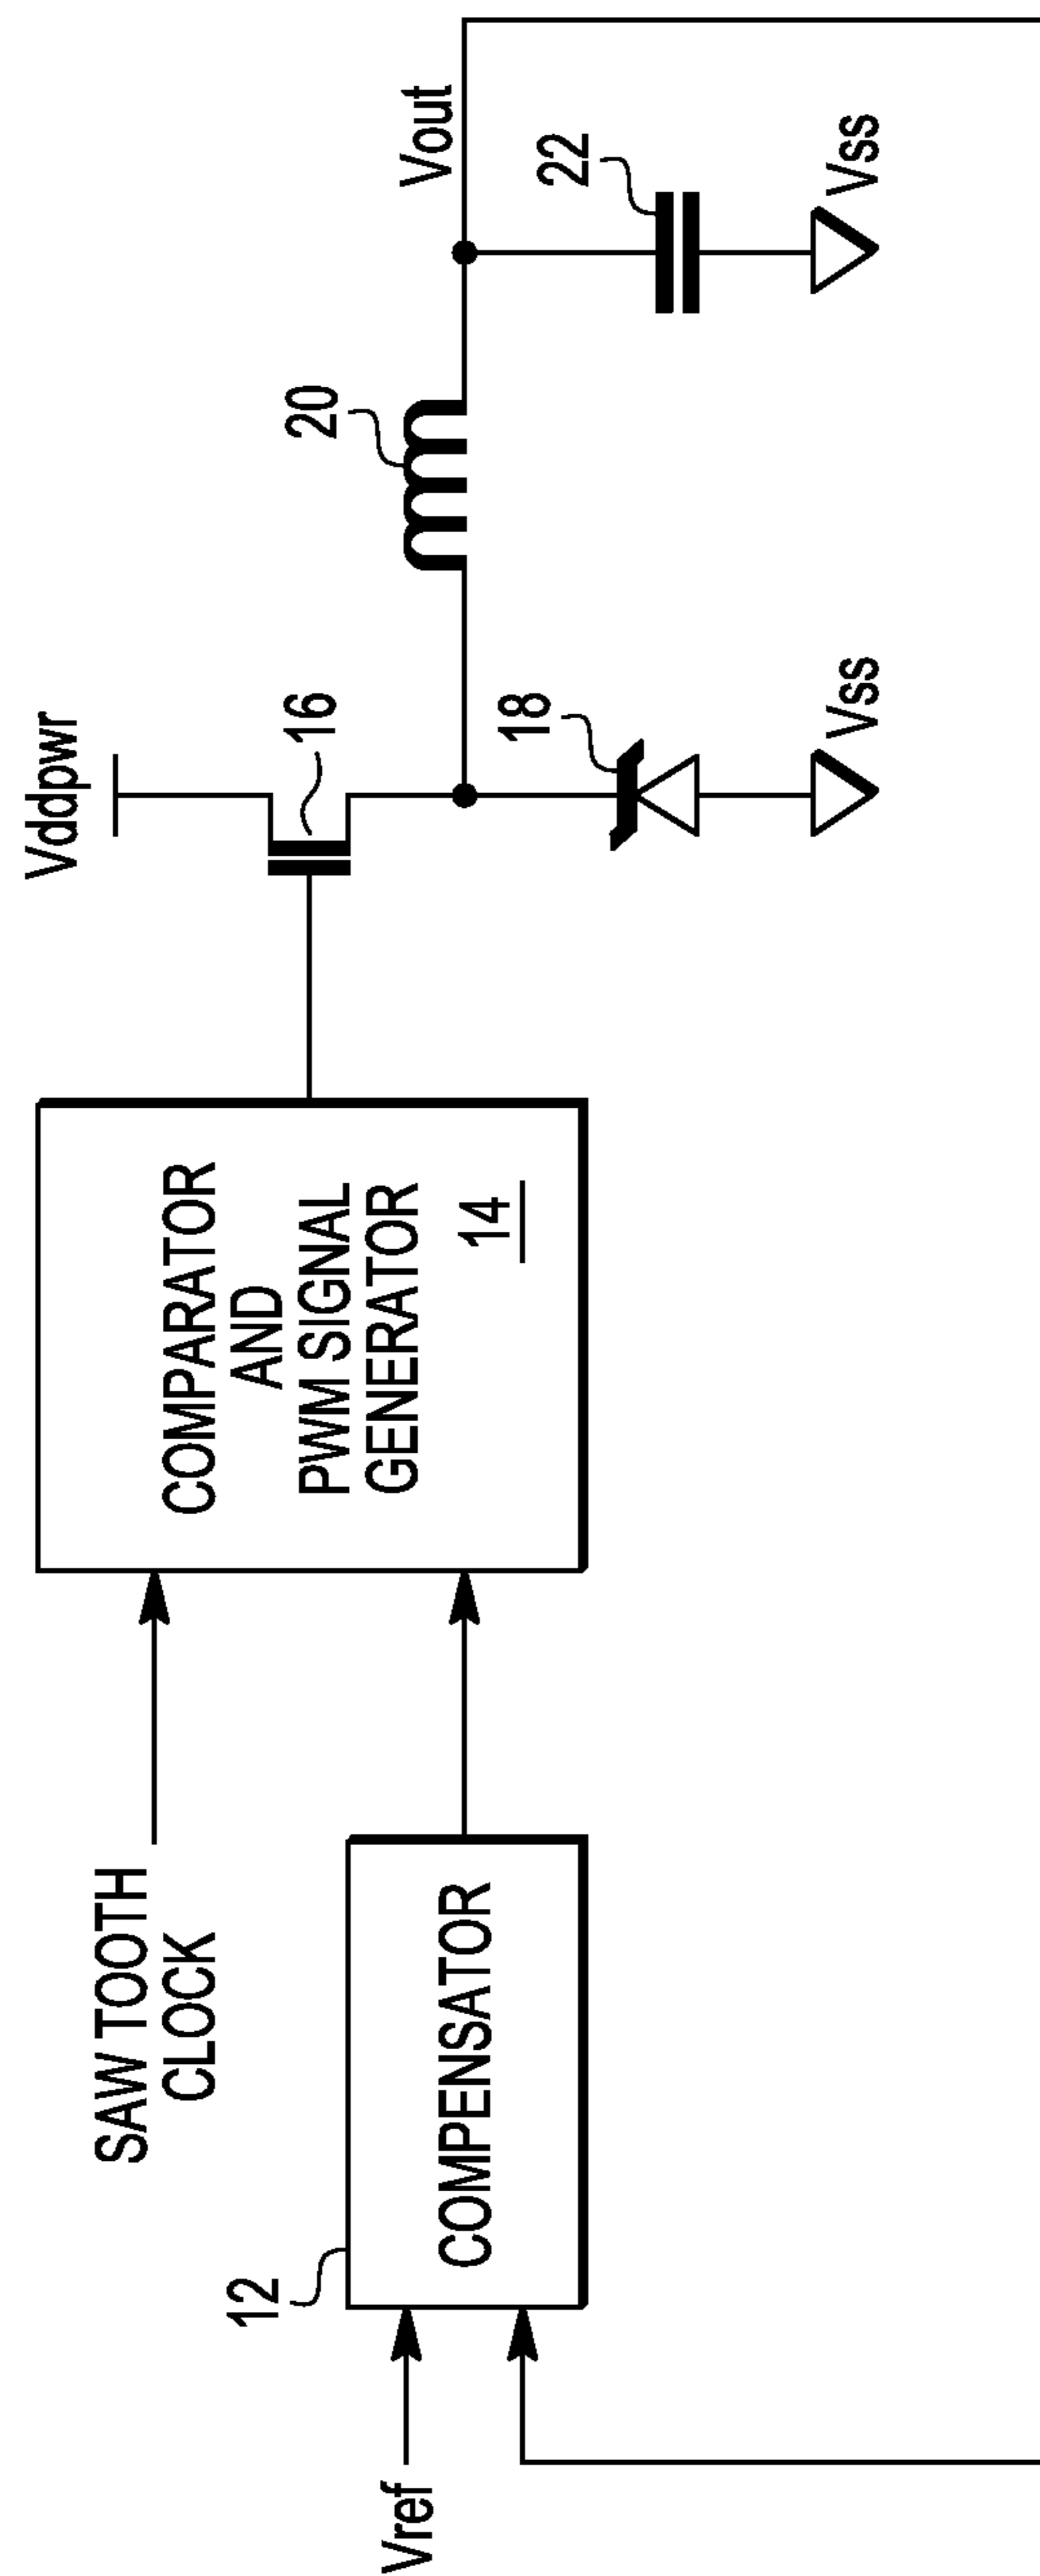 Vref
12
COMPENSATOR
SAW TOOTH
CLOCK
COMPARATOR
AND
PWM SIGNAL
GENERATOR
14
Vddpwr
16
18
Vss
20
Vout
22
Vss